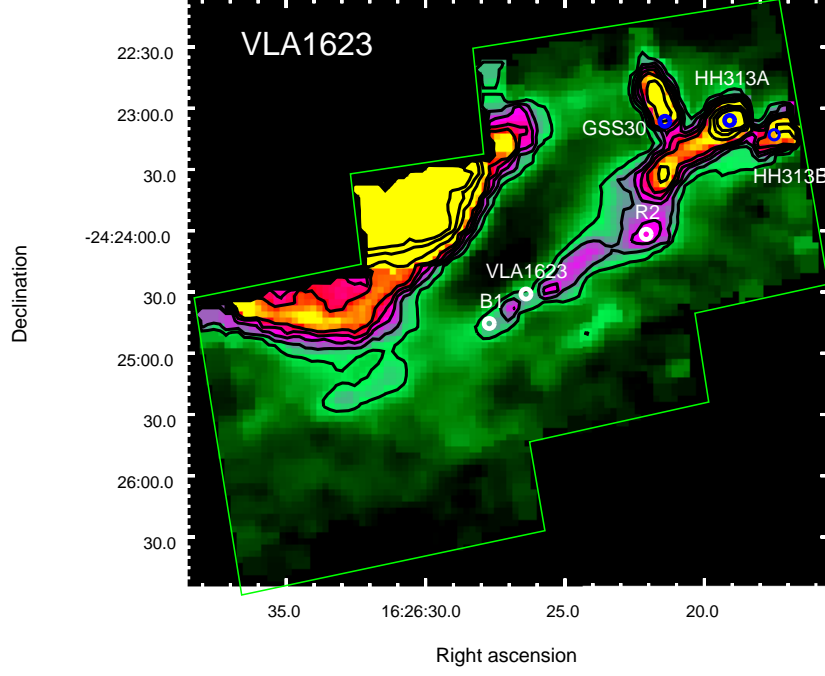 VLA1623
22:30.0
HH313A
23:00.0
GSS30
30.0
HH313B
R2
-24:24:00.0
VLA1623
30.0
B1
25:00.0
30.0
26:00.0
30.0
35.0
16:26:30.0
25.0
20.0
Declination
Right ascension